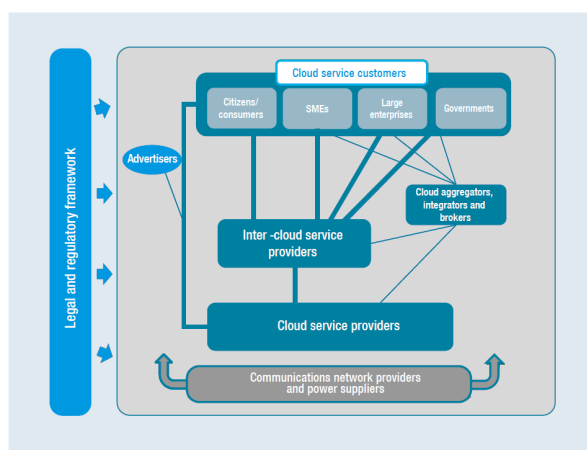 Legal and regulatory framework
Cloud service customers
Citizens/
consumers
SMEs
Large
enterprises
Governments
Advertisers
Cloud aggregators,
integrators and
brokers
Inter -cloud service
providers
Cloud service providers
Communications network providers
and power suppliers